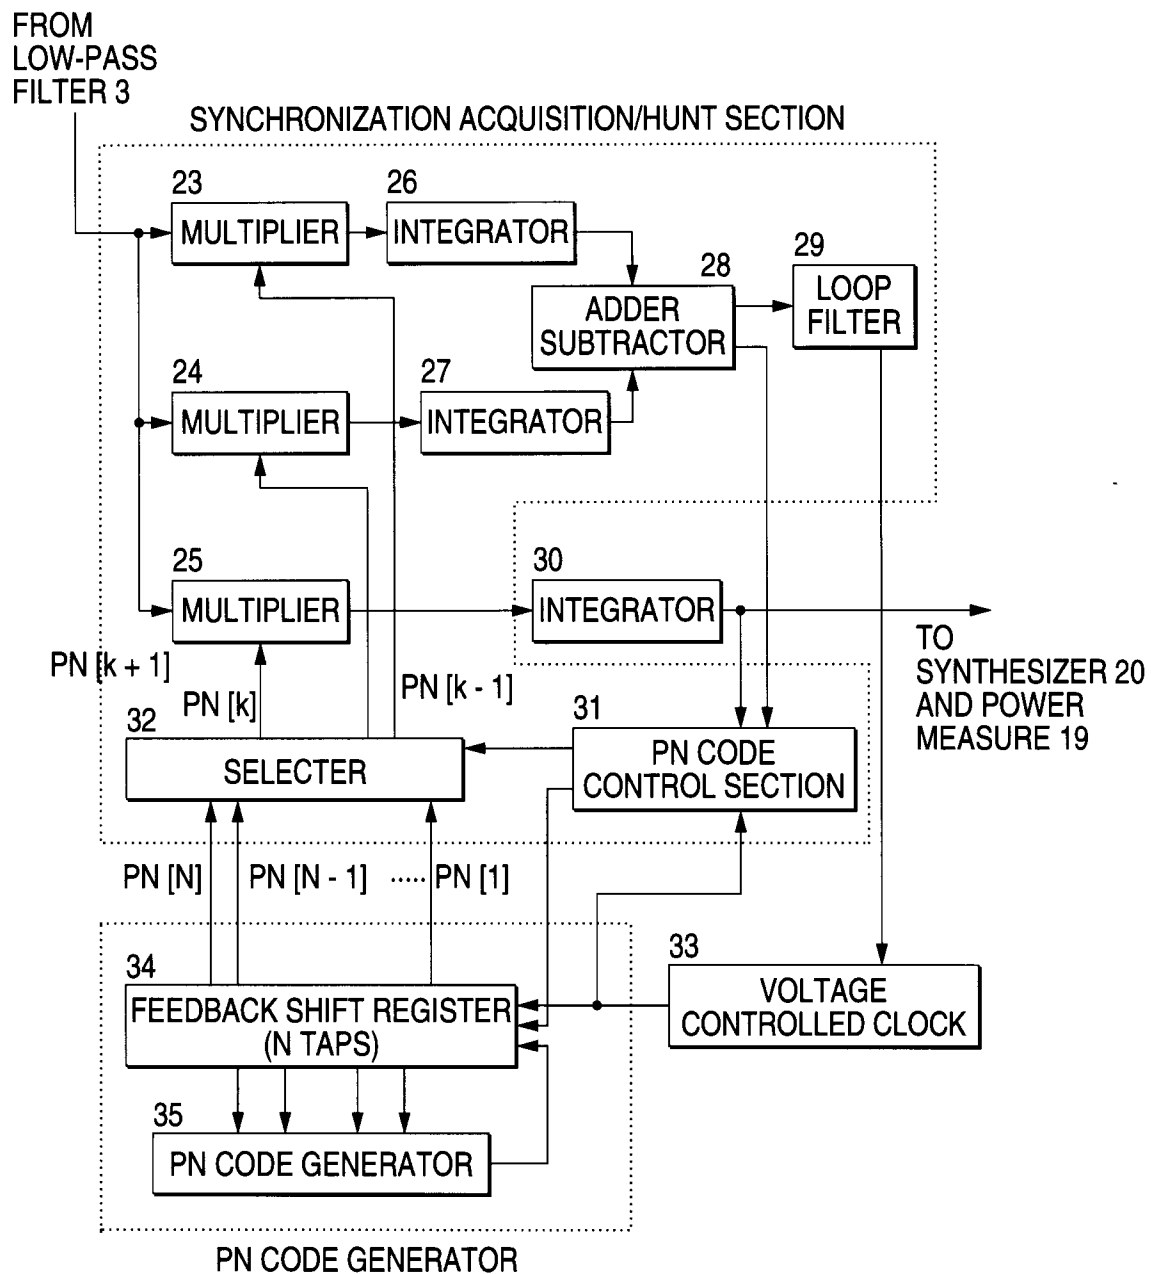 FROM
LOW-PASS
FILTER 3
SYNCHRONIZATION ACQUISITION/HUNT SECTION
23
MULTIPLIER
26
INTEGRATOR
28
ADDER
SUBTRACTOR
29
LOOP
FILTER
24
MULTIPLIER
27
INTEGRATOR
25
MULTIPLIER
30
INTEGRATOR
TO
SYNTHESIZER 20
AND POWER
MEASURE 19
PN [k + 1]
PN [k]
PN [k - 1]
32
SELECTER
31
PN CODE
CONTROL SECTION
PN [N]
PN [N - 1]
.....
PN [1]
34
FEEDBACK SHIFT REGISTER
(N TAPS)
33
VOLTAGE
CONTROLLED CLOCK
35
PN CODE GENERATOR
PN CODE GENERATOR